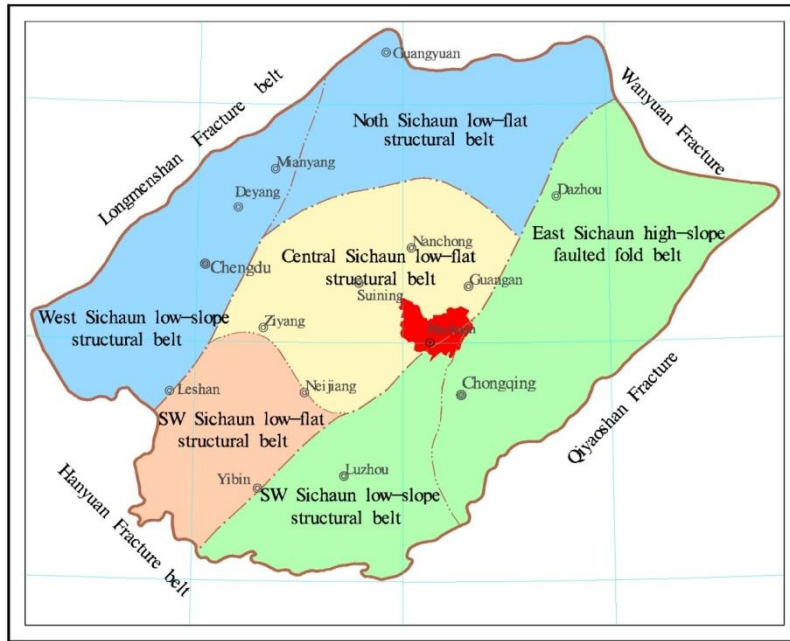 Guangyuan
Wanyuan Fracture
Longmenshan Fracture belt
Noth Sichaun low-flat
structural belt
Mianyang
Deyang
Dazhou
East Sichaun high-slope
faulted fold belt
Nanchong
Central Sichaun low-flat
structural belt
Chengdu
Guangan
Suining
West Sichaun low-slope
structural belt
Ziyang
Leshan
Neijiang
Chongqing
SW Sichaun low-flat
structural belt
Qiyaoshan Fracture
Hanyuan Fracture belt
Luzhou
Yibin
SW Sichaun low-slope
structural belt